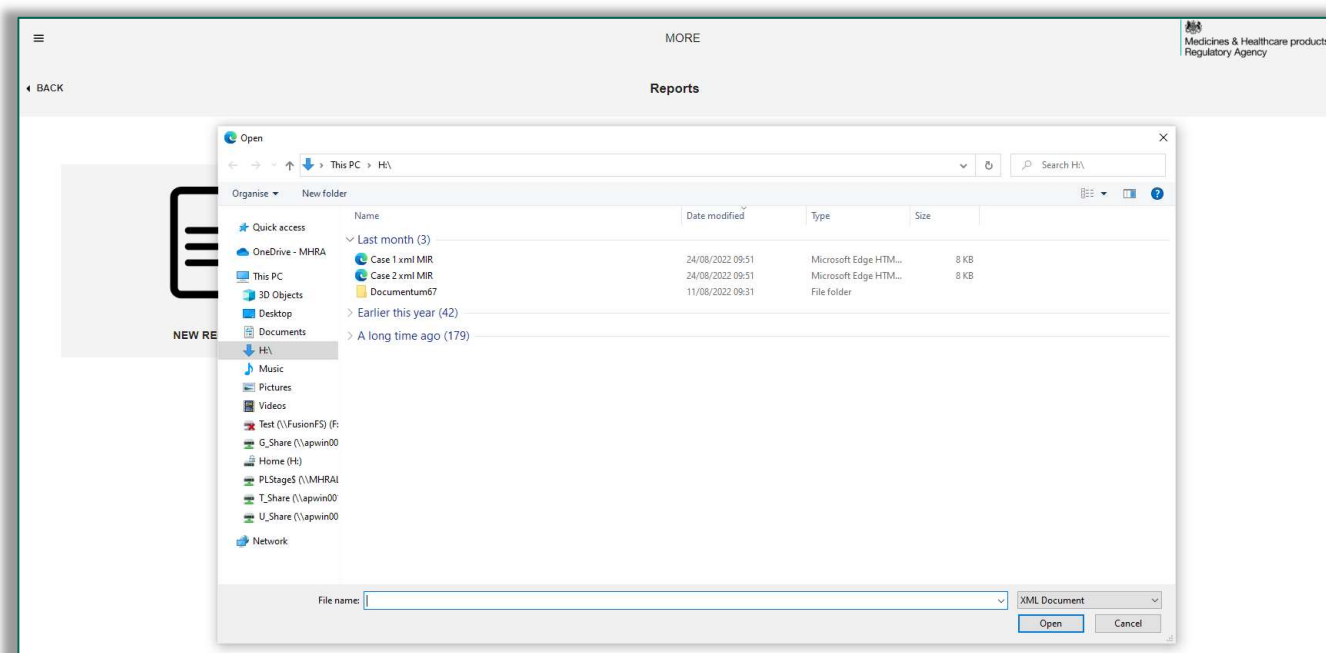 MORE
Medicines & Healthcare products
Regulatory Agency
BACK
Reports
NEW RE
Open
This PC > H:\
Search H:\
Organise New folder
Name Date modified Type Size
Quick access
OneDrive - MHRA
This PC
3D Objects
Desktop
Documents
H:\
Music
Pictures
Videos
Test (\\FusionFS) (F:
G_Share (\\apwin00
Home (H:)
PLStage$ (\\MHRAL
T_Share (\\apwin00
U_Share (\\apwin00
Network
Last month (3)
Case 1 xml MIR 24/08/2022 09:51 Microsoft Edge HTM... 8 KB
Case 2 xml MIR 24/08/2022 09:51 Microsoft Edge HTM... 8 KB
Documentum67 11/08/2022 09:31 File folder
Earlier this year (42)
A long time ago (179)
File name:
XML Document
Open Cancel